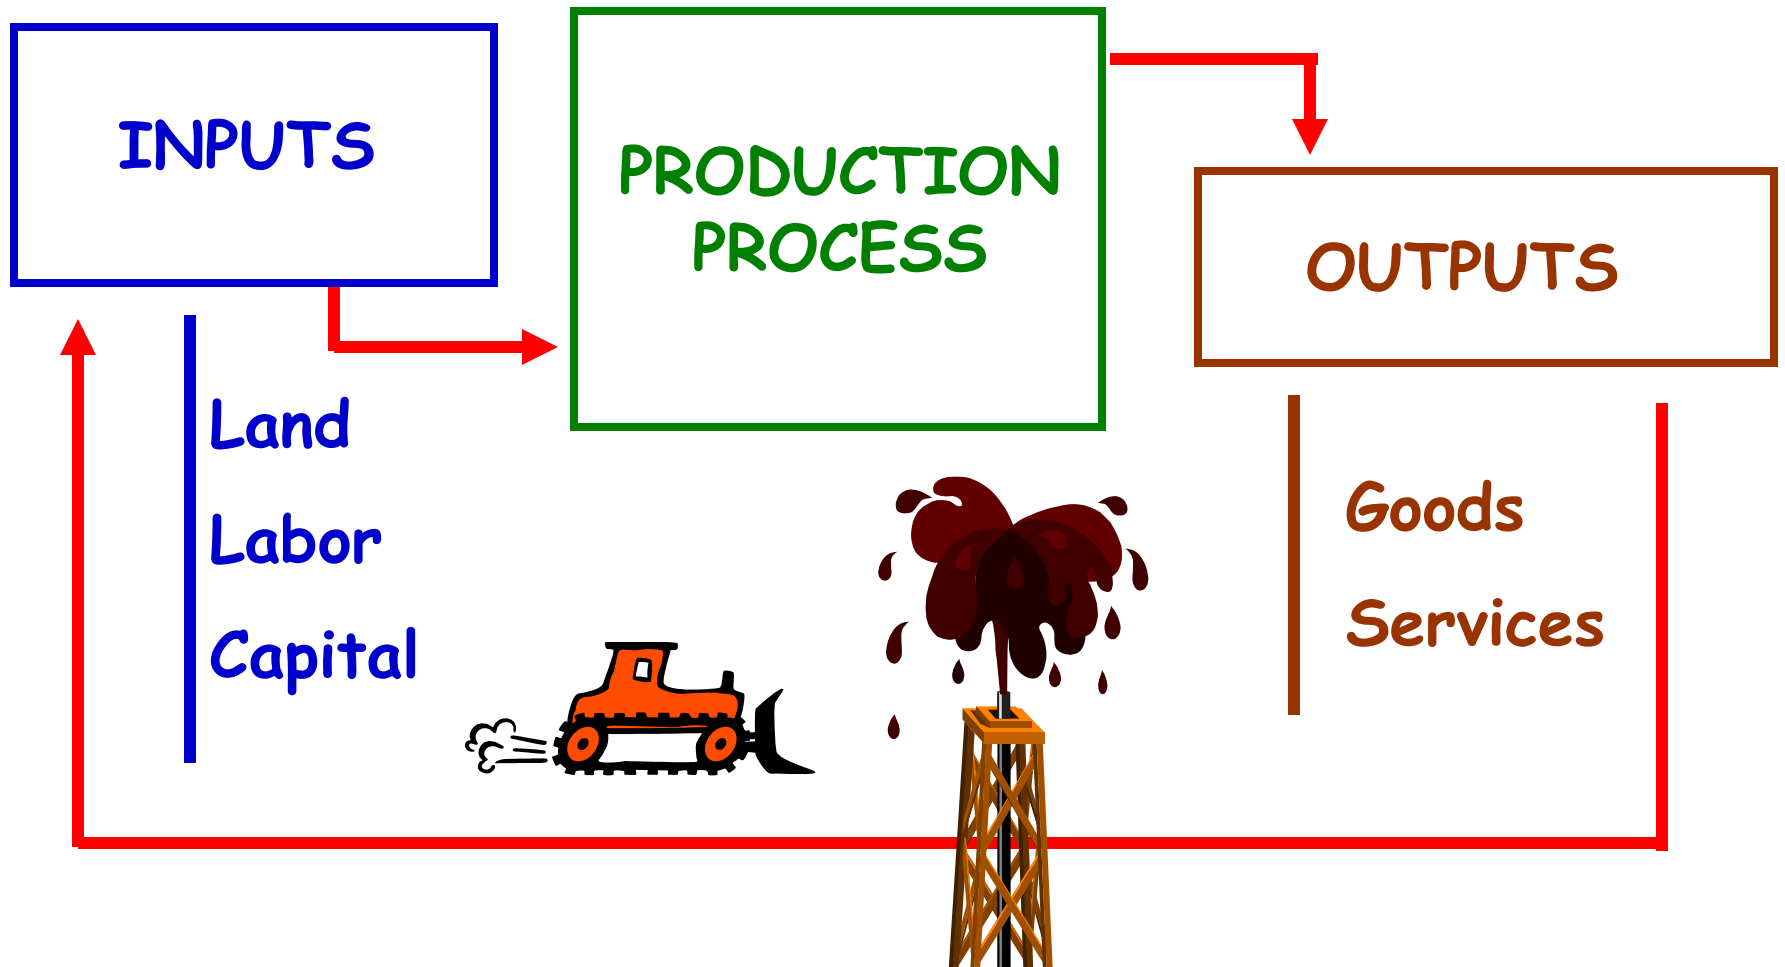 INPUTS
PRODUCTION
PROCESS
OUTPUTS
Land
Labor
Capital
Goods
Services